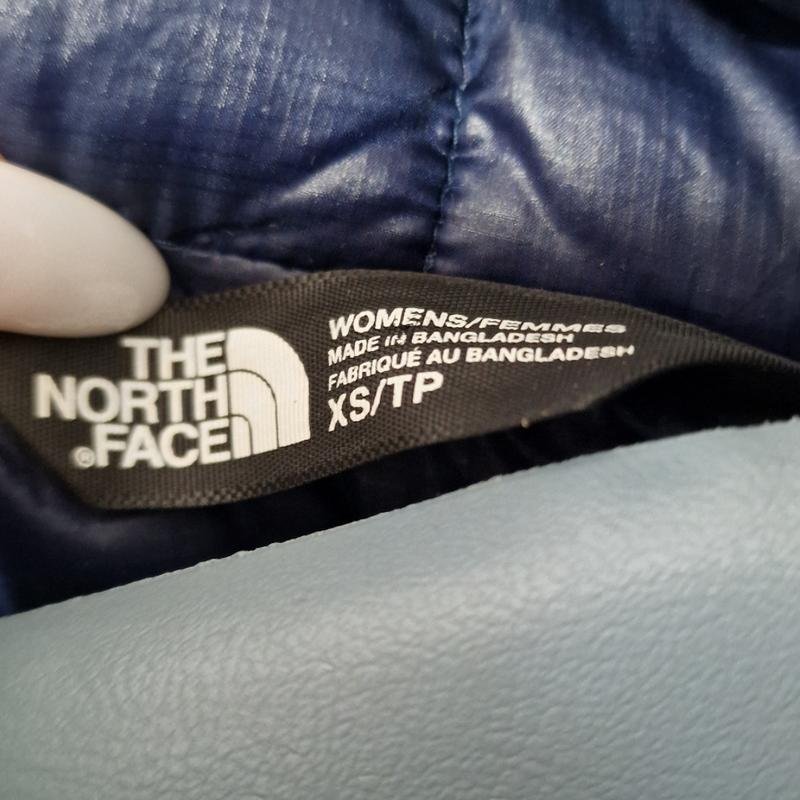 THE
NORTH
®FACE
WOMENS/FEMMES
MADE IN BANGLADESH
FABRIQUÉ AU BANGLADESH
XS/TP